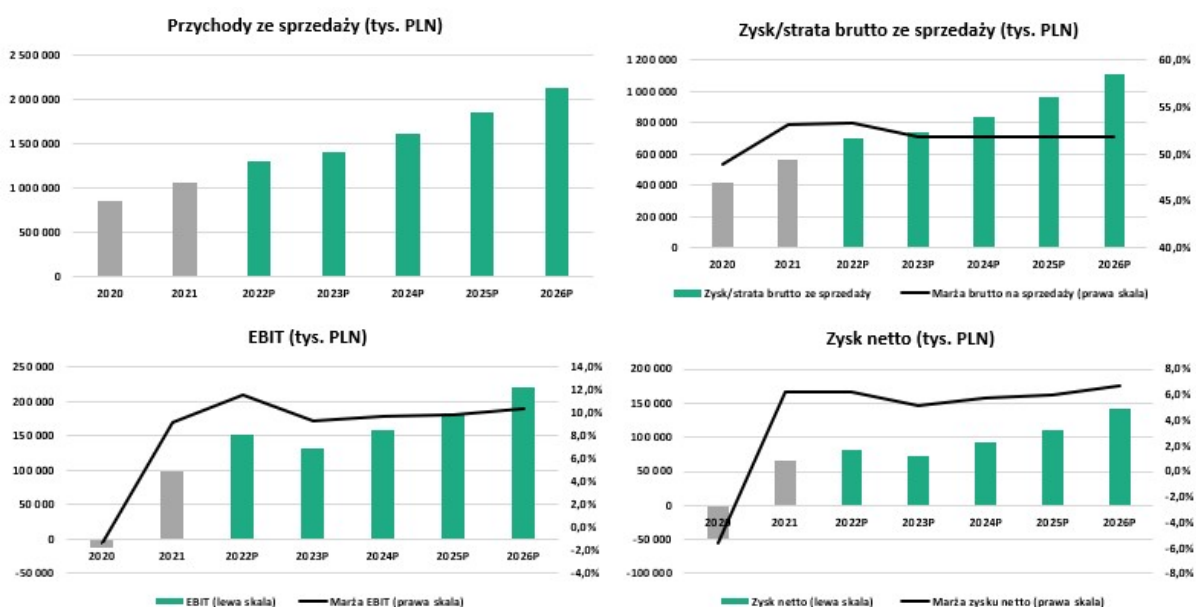 Przychody ze sprzedaży (tys. PLN)
2 500 000
2 000 000
1 500 000
1 000 000
500 000
0
2020 2021 2022P 2023P 2024P 2025P 2026P
Zysk/strata brutto ze sprzedaży (tys. PLN)
1 200 000 60,0%
1 000 000 55,0%
800 000
600 000 50,0%
400 000 45,0%
200 000
0 40,0%
2020 2021 2022P 2023P 2024P 2025P 2026P
Zysk/strata brutto ze sprzedaży Marża brutto na sprzedaży (prawa skala)
EBIT (tys. PLN)
250 000 14,0%
200 000 12,0%
150 000 10,0%
100 000 8,0%
50 000 6,0%
0 4,0%
-50 000 2,0%
0,0%
-2,0%
-4,0%
2020 2021 2022P 2023P 2024P 2025P 2026P
EBIT (lewa skala) Marża EBIT (prawa skala)
Zysk netto (tys. PLN)
200 000 8,0%
150 000 6,0%
100 000 4,0%
50 000 2,0%
0 0,0%
-50 000 -2,0%
-100 000 -4,0%
-6,0%
-8,0%
2020 2021 2022P 2023P 2024P 2025P 2026P
Zysk netto (lewa skala) Marża zysku netto (prawa skala)